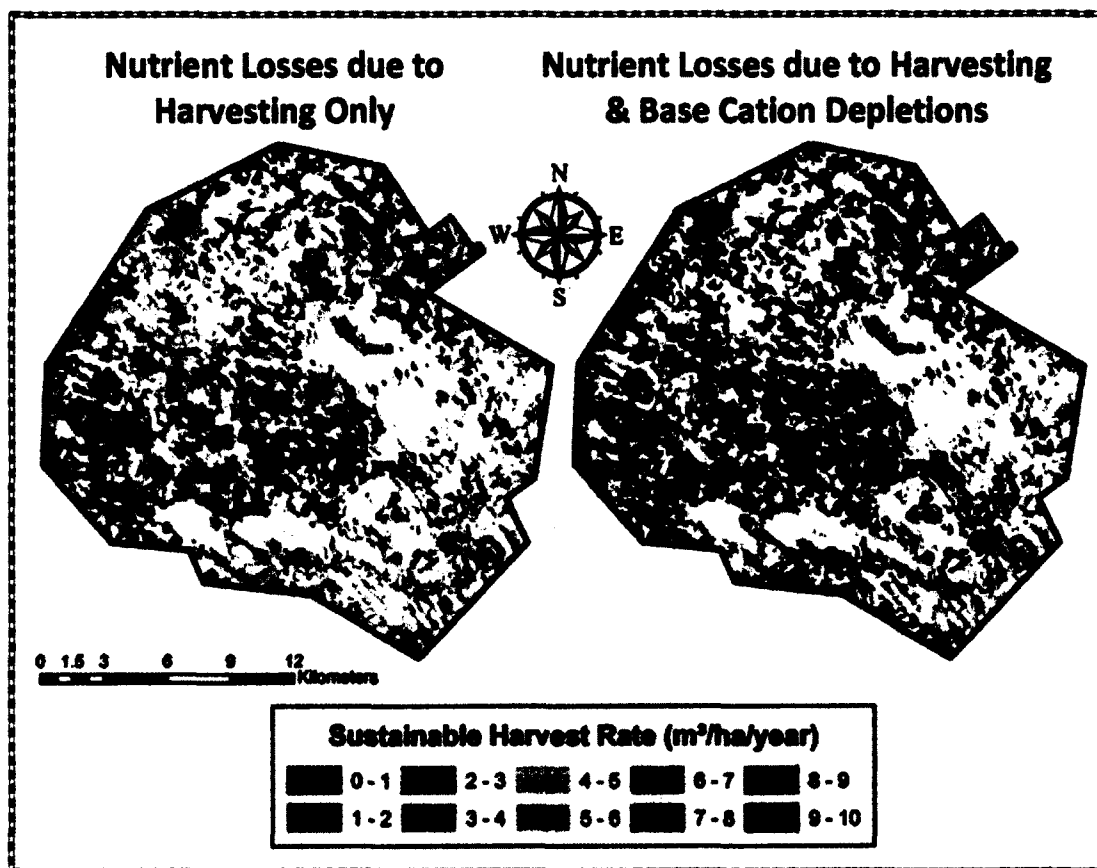 Nutrient Losses due to
Harvesting Only
Nutrient Losses due to Harvesting
& Base Cation Depletions
N
W E
S
0 1.5 3 6 9 12
Kilometers
Sustainable Harvest Rate (m³/ha/year)
0 - 1 2 - 3 4 - 5 6 - 7 8 - 9
1 - 2 3 - 4 5 - 6 7 - 8 9 - 10